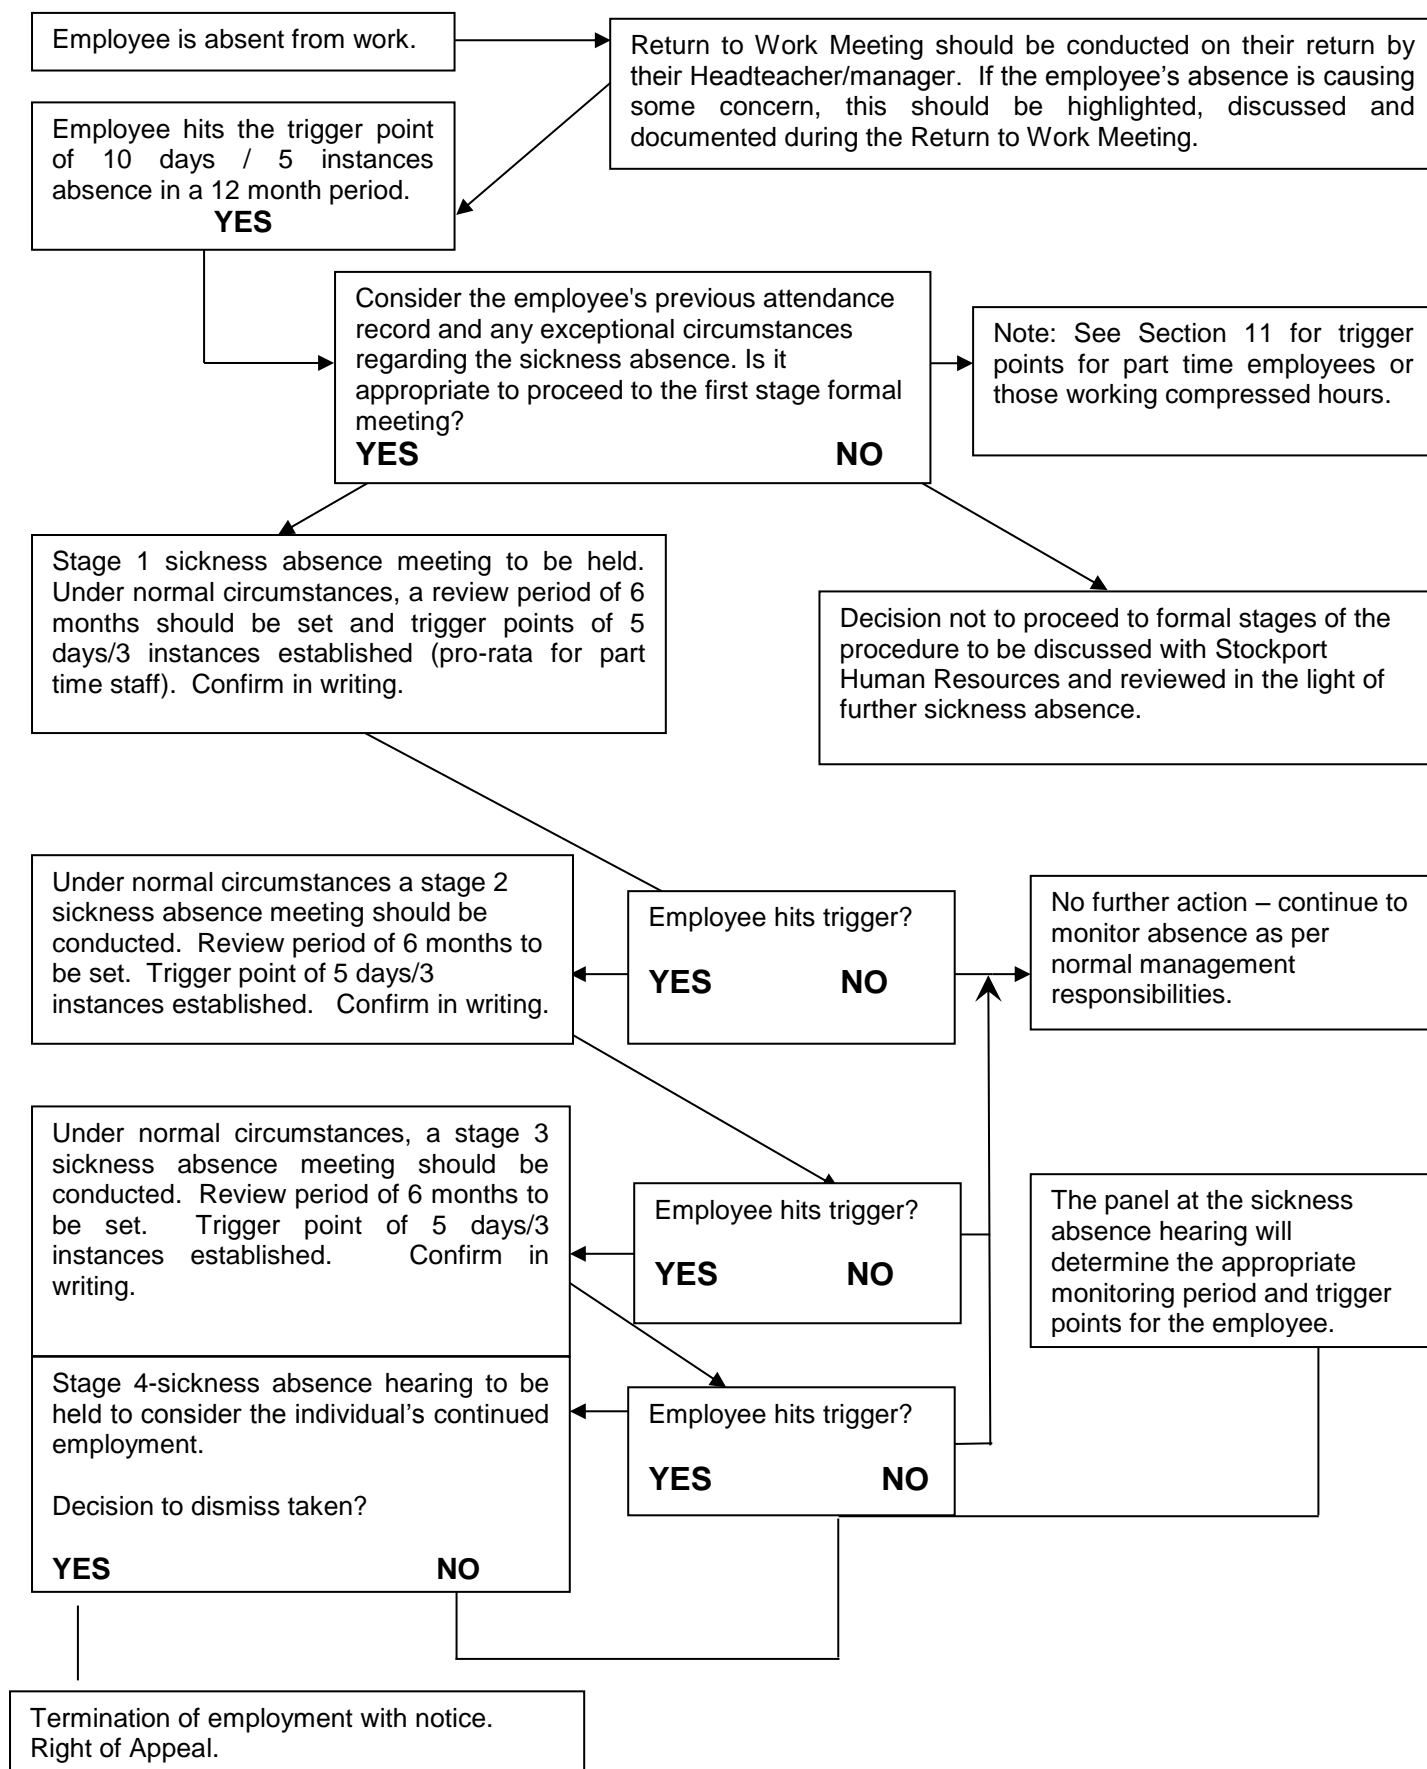 Employee is absent from work.
Return to Work Meeting should be conducted on their return by
their Headteacher/manager. If the employee's absence is causing
some concern, this should be highlighted, discussed and
documented during the Return to Work Meeting.
Employee hits the trigger point
of 10 days / 5 instances
absence in a 12 month period.
YES
Consider the employee's previous attendance
record and any exceptional circumstances
regarding the sickness absence. Is it
appropriate to proceed to the first stage formal
meeting?
YES NO
Note: See Section 11 for trigger
points for part time employees or
those working compressed hours.
Stage 1 sickness absence meeting to be held.
Under normal circumstances, a review period of 6
months should be set and trigger points of 5
days/3 instances established (pro-rata for part
time staff). Confirm in writing.
Decision not to proceed to formal stages of the
procedure to be discussed with Stockport
Human Resources and reviewed in the light of
further sickness absence.
Under normal circumstances a stage 2
sickness absence meeting should be
conducted. Review period of 6 months to
be set. Trigger point of 5 days/3
instances established. Confirm in writing.
Employee hits trigger?
YES NO
No further action – continue to
monitor absence as per
normal management
responsibilities.
Under normal circumstances, a stage 3
sickness absence meeting should be
conducted. Review period of 6 months to
be set. Trigger point of 5 days/3
instances established. Confirm in
writing.
Employee hits trigger?
YES NO
The panel at the sickness
absence hearing will
determine the appropriate
monitoring period and trigger
points for the employee.
Stage 4-sickness absence hearing to be
held to consider the individual's continued
employment.
Decision to dismiss taken?
YES NO
Employee hits trigger?
YES NO
Termination of employment with notice.
Right of Appeal.